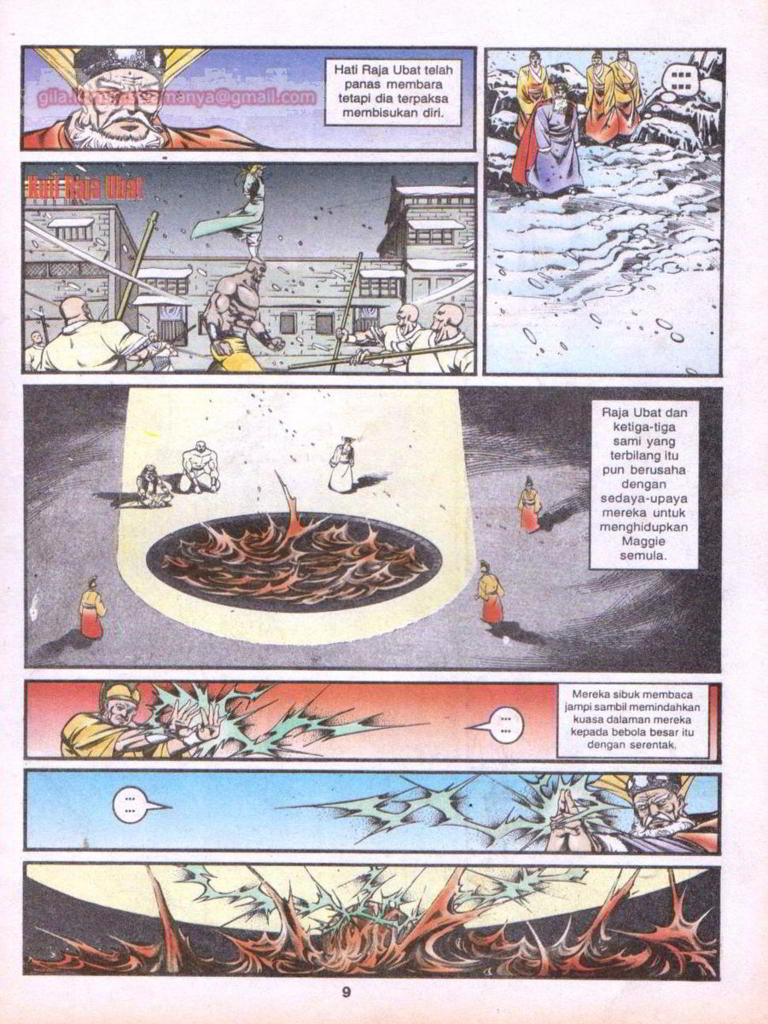 Hati Raja Ubat telah
panas membara
tetapi dia terpaksa
membisukan diri.
Kuil Raja Ubat
Raja Ubat dan
ketiga-tiga
sami yang
terbilang itu
pun berusaha
dengan
sedaya-upaya
mereka untuk
menghidupkan
Maggie
semula.
Mereka sibuk membaca
jampi sambil memindahkan
kuasa dalaman mereka
kepada bebola besar itu
dengan serentak.
9